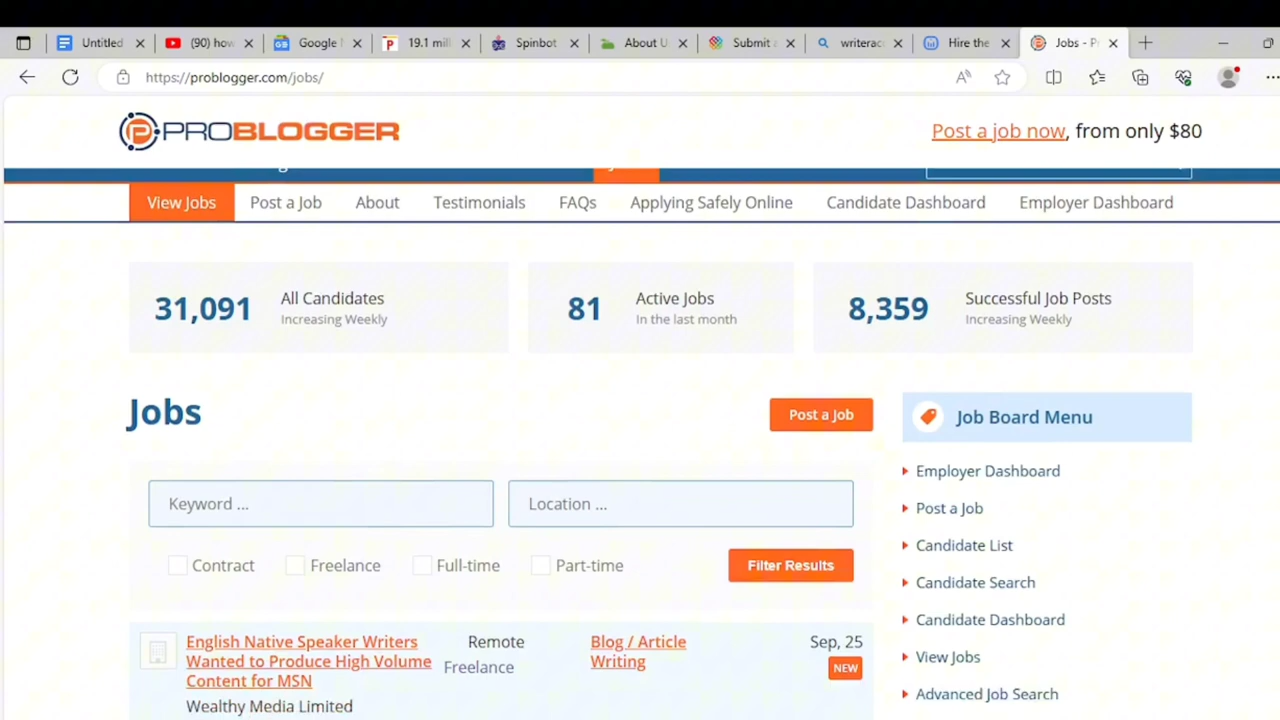 Untitled
(90) how
Google
19.1 mill
Spinbot
About U
Submit a
writerac
Hire the
Jobs - P
https://problogger.com/jobs/
PROBLOGGER
Post a job now, from only $80
View Jobs
Post a Job
About
Testimonials
FAQs
Applying Safely Online
Candidate Dashboard
Employer Dashboard
31,091
All Candidates
Increasing Weekly
81
Active Jobs
In the last month
8,359
Successful Job Posts
Increasing Weekly
Jobs
Post a Job
Keyword ...
Location ...
Contract
Freelance
Full-time
Part-time
Filter Results
English Native Speaker Writers
Wanted to Produce High Volume
Content for MSN
Wealthy Media Limited
Remote
Freelance
Blog / Article
Writing
Sep, 25
NEW
Job Board Menu
Employer Dashboard
Post a Job
Candidate List
Candidate Search
Candidate Dashboard
View Jobs
Advanced Job Search